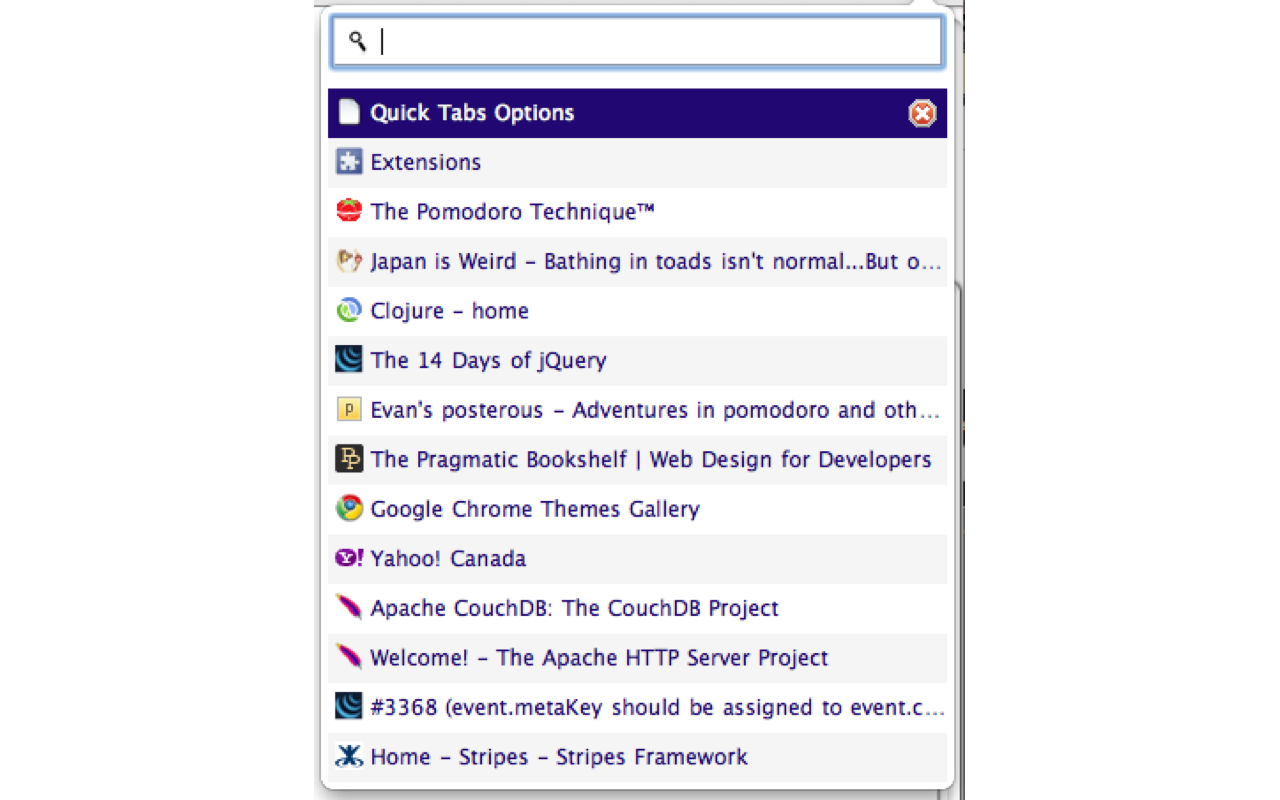 Quick Tabs Options
Extensions
The Pomodoro Technique™
Japan is Weird – Bathing in toads isn't normal...But o...
Clojure – home
The 14 Days of jQuery
Evan's posterous – Adventures in pomodoro and oth...
The Pragmatic Bookshelf | Web Design for Developers
Google Chrome Themes Gallery
Yahoo! Canada
Apache CouchDB: The CouchDB Project
Welcome! – The Apache HTTP Server Project
#3368 (event.metaKey should be assigned to event.c...
Home – Stripes – Stripes Framework